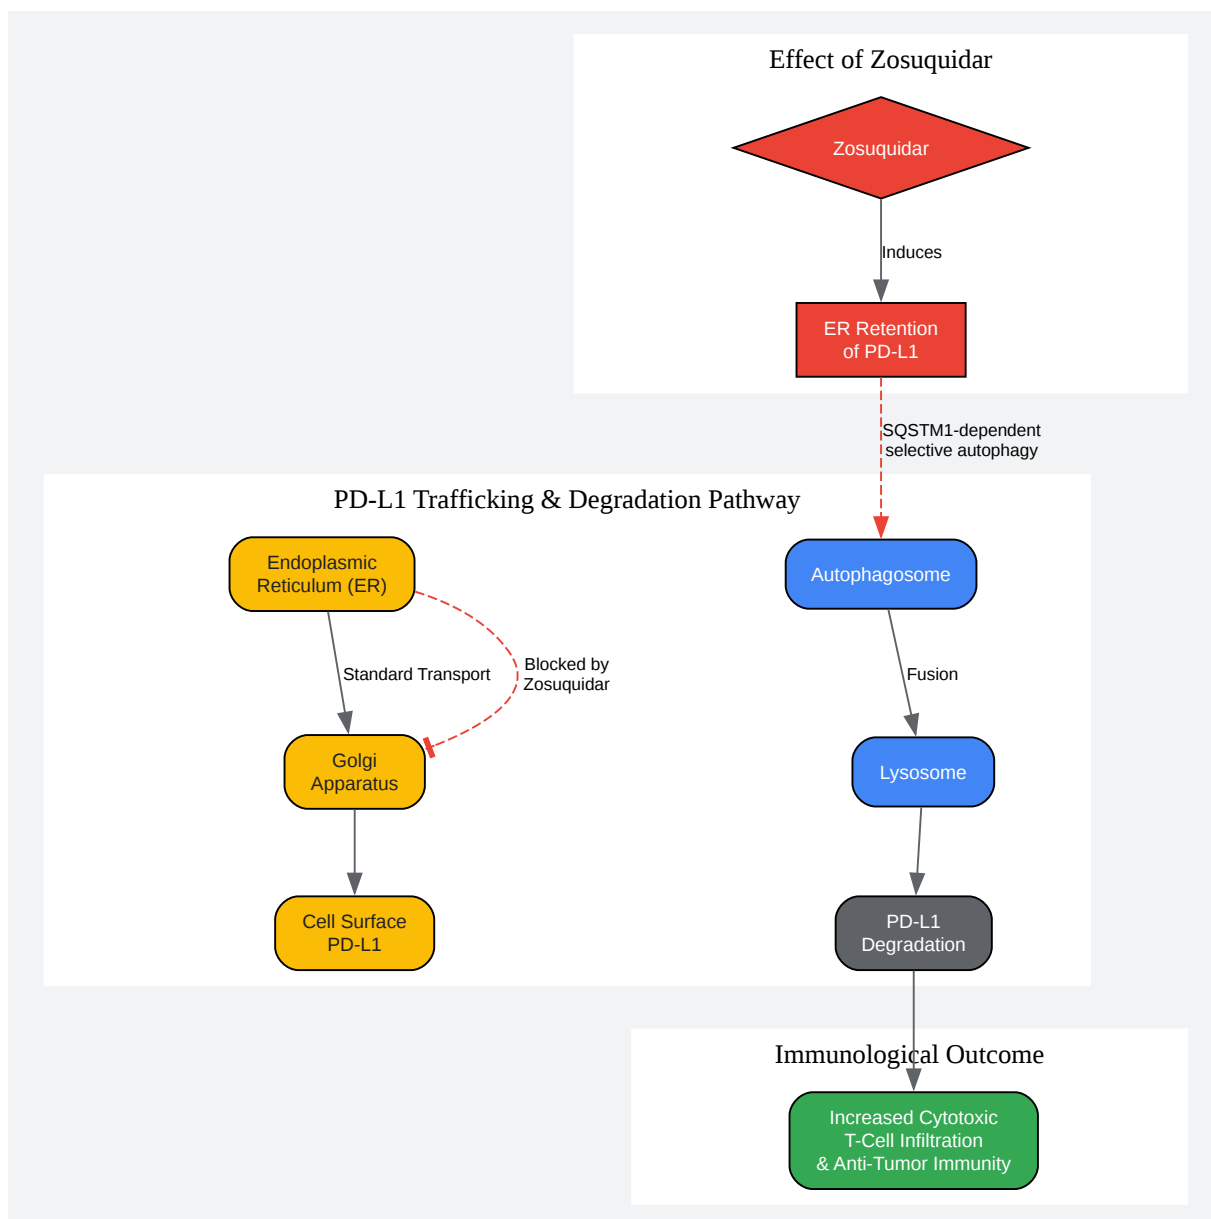 Effect of Zosuquidar
Zosuquidar
Induces
ER Retention
of PD-L1
SQSTM1-dependent
selective autophagy
PD-L1 Trafficking & Degradation Pathway
Endoplasmic
Reticulum (ER)
Autophagosome
Standard Transport
Blocked by
Zosuquidar
Fusion
Golgi
Apparatus
Lysosome
Cell Surface
PD-L1
PD-L1
Degradation
Immunological Outcome
Increased Cytotoxic
T-Cell Infiltration
& Anti-Tumor Immunity